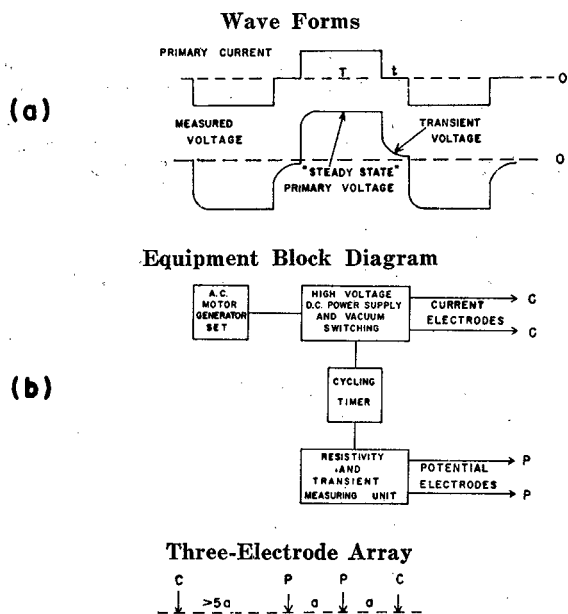 Wave Forms
PRIMARY CURRENT
T
t
O
(a)
MEASURED
VOLTAGE
TRANSIENT
VOLTAGE
O
"STEADY STATE"
PRIMARY VOLTAGE
Equipment Block Diagram
A.C.
MOTOR
GENERATOR
SET
HIGH VOLTAGE
D.C. POWER SUPPLY
AND VACUUM
SWITCHING
CURRENT
ELECTRODES
C
C
(b)
CYCLING
TIMER
RESISTIVITY
AND
TRANSIENT
MEASURING UNIT
POTENTIAL
ELECTRODES
P
P
Three-Electrode Array
C P P C
>5a a a